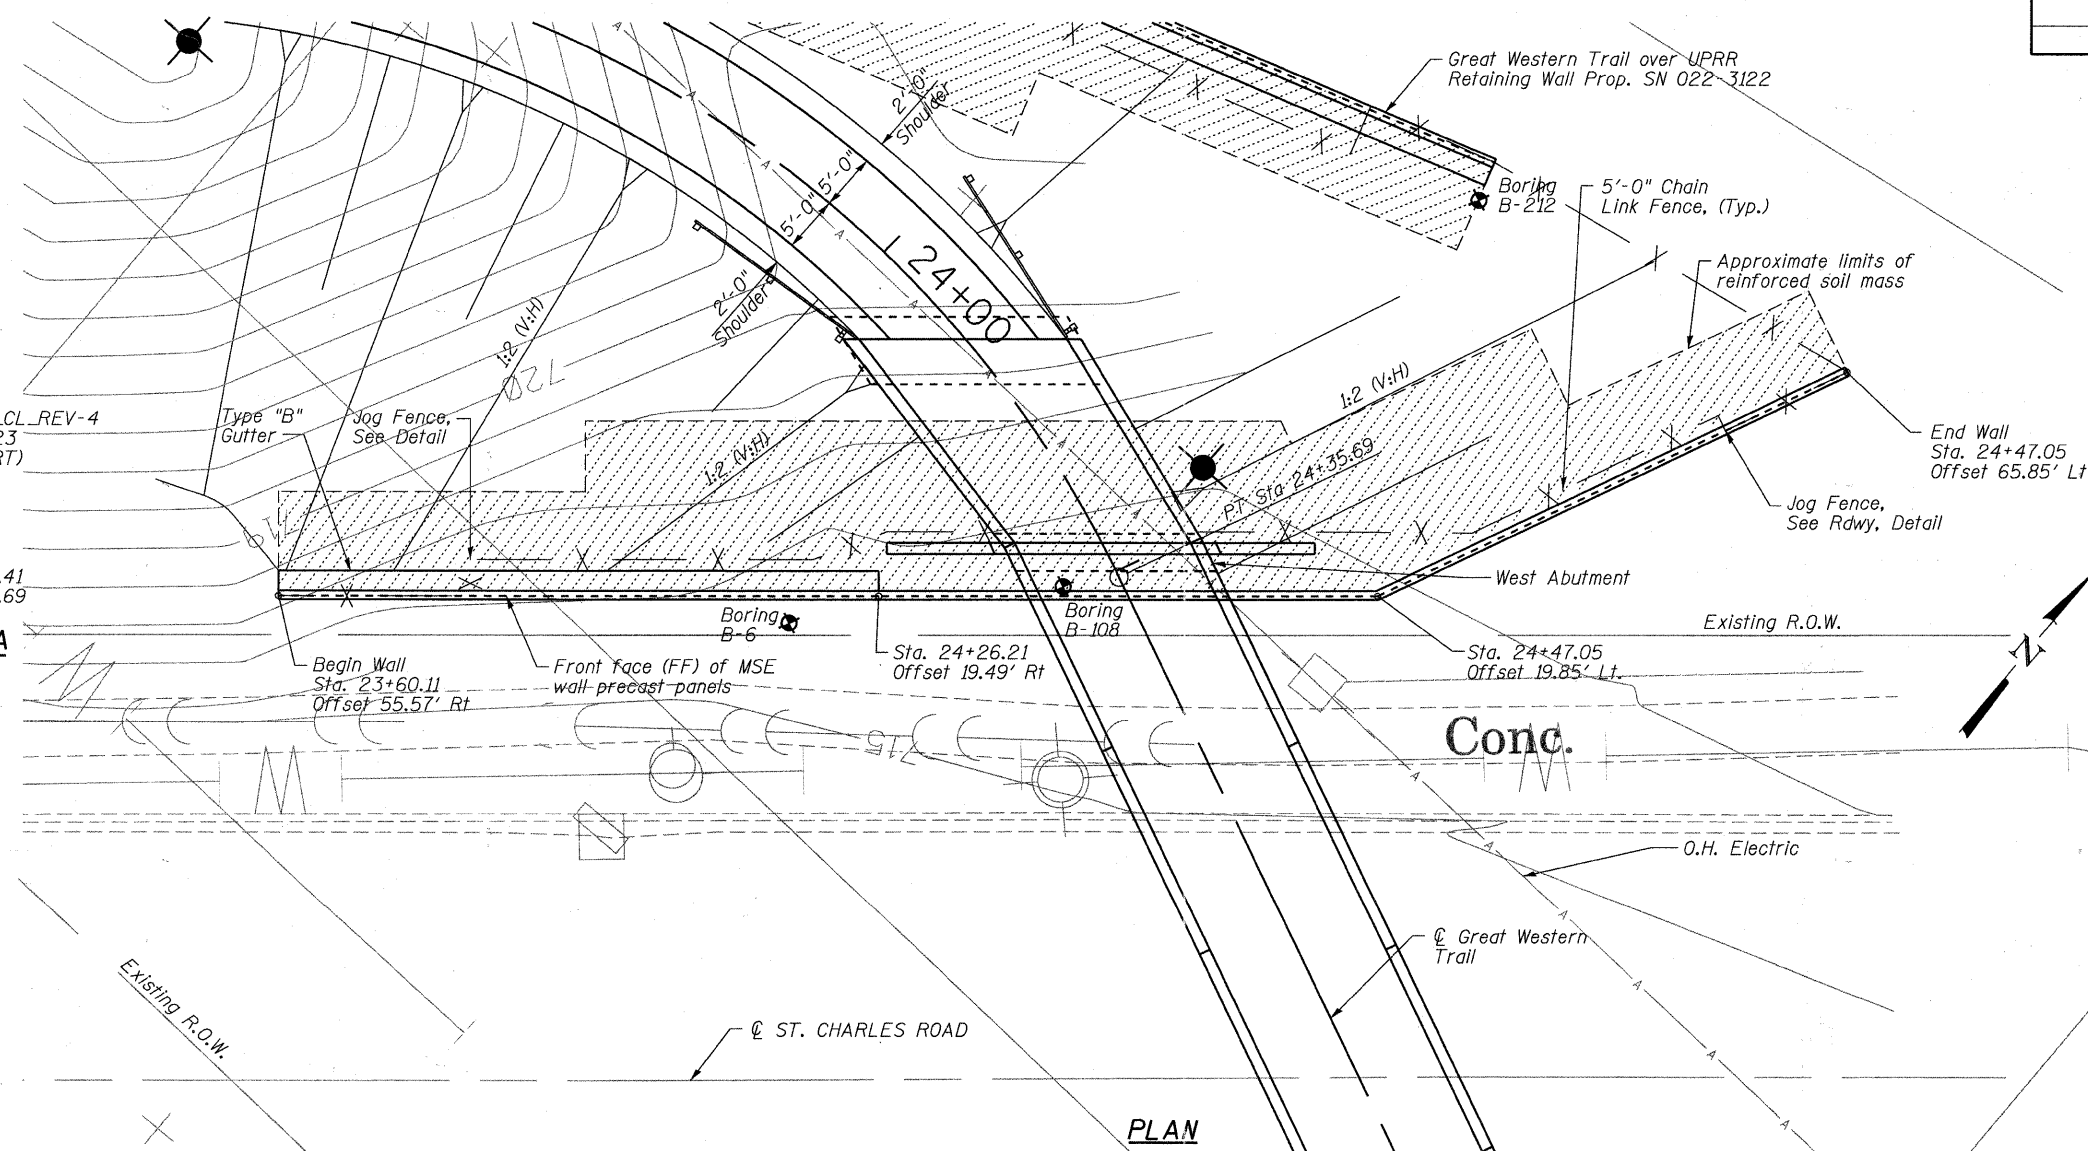 Great Western Trail over UPRR
Retaining Wall Prop. SN 022-3122
2'-0"
Shoulder
5'-0"
5'-0"
Boring
B-212
5'-0" Chain
Link Fence, (Typ.)
24+00
2'-0"
Shoulder
Approximate limits of
reinforced soil mass
1:2 (V:H)
720
1:2 (V:H)
_CL_REV-4
23
RT)
Type "B"
Gutter
Jog Fence,
See Detail
1:2 (V:H)
P.T. Sta 24+35.69
End Wall
Sta. 24+47.05
Offset 65.85' Lt
Jog Fence,
See Rdwy, Detail
719
.41
.69
West Abutment
Boring
B-6
Boring
B-108
Existing R.O.W.
A
Begin Wall
Sta. 23+60.11
Offset 55.57' Rt
Front face (FF) of MSE
wall precast panels
Sta. 24+26.21
Offset 19.49' Rt
Sta. 24+47.05
Offset 19.85' Lt.
N
715
Conc.
O.H. Electric
℄ Great Western
Trail
Existing R.O.W.
℄ ST. CHARLES ROAD
PLAN